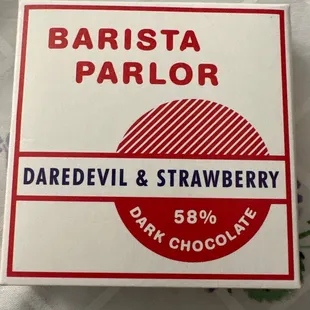 BARISTA
PARLOR
DAREDEVIL & STRAWBERRY
58%
DARK CHOCOLATE